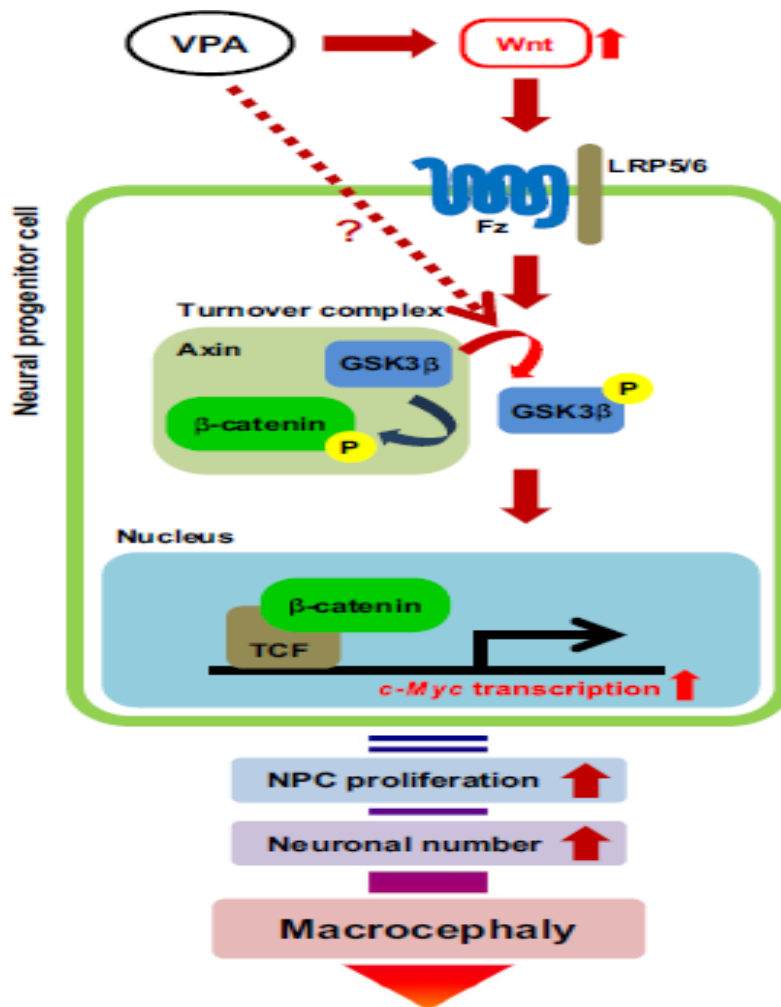 VPA
Wnt
LRP5/6
Fz
?
Neural progenitor cell
Turnover complex
Axin
GSK3β
β-catenin
P
GSK3β
P
Nucleus
β-catenin
TCF
c-Myc transcription
NPC proliferation
Neuronal number
Macrocephaly